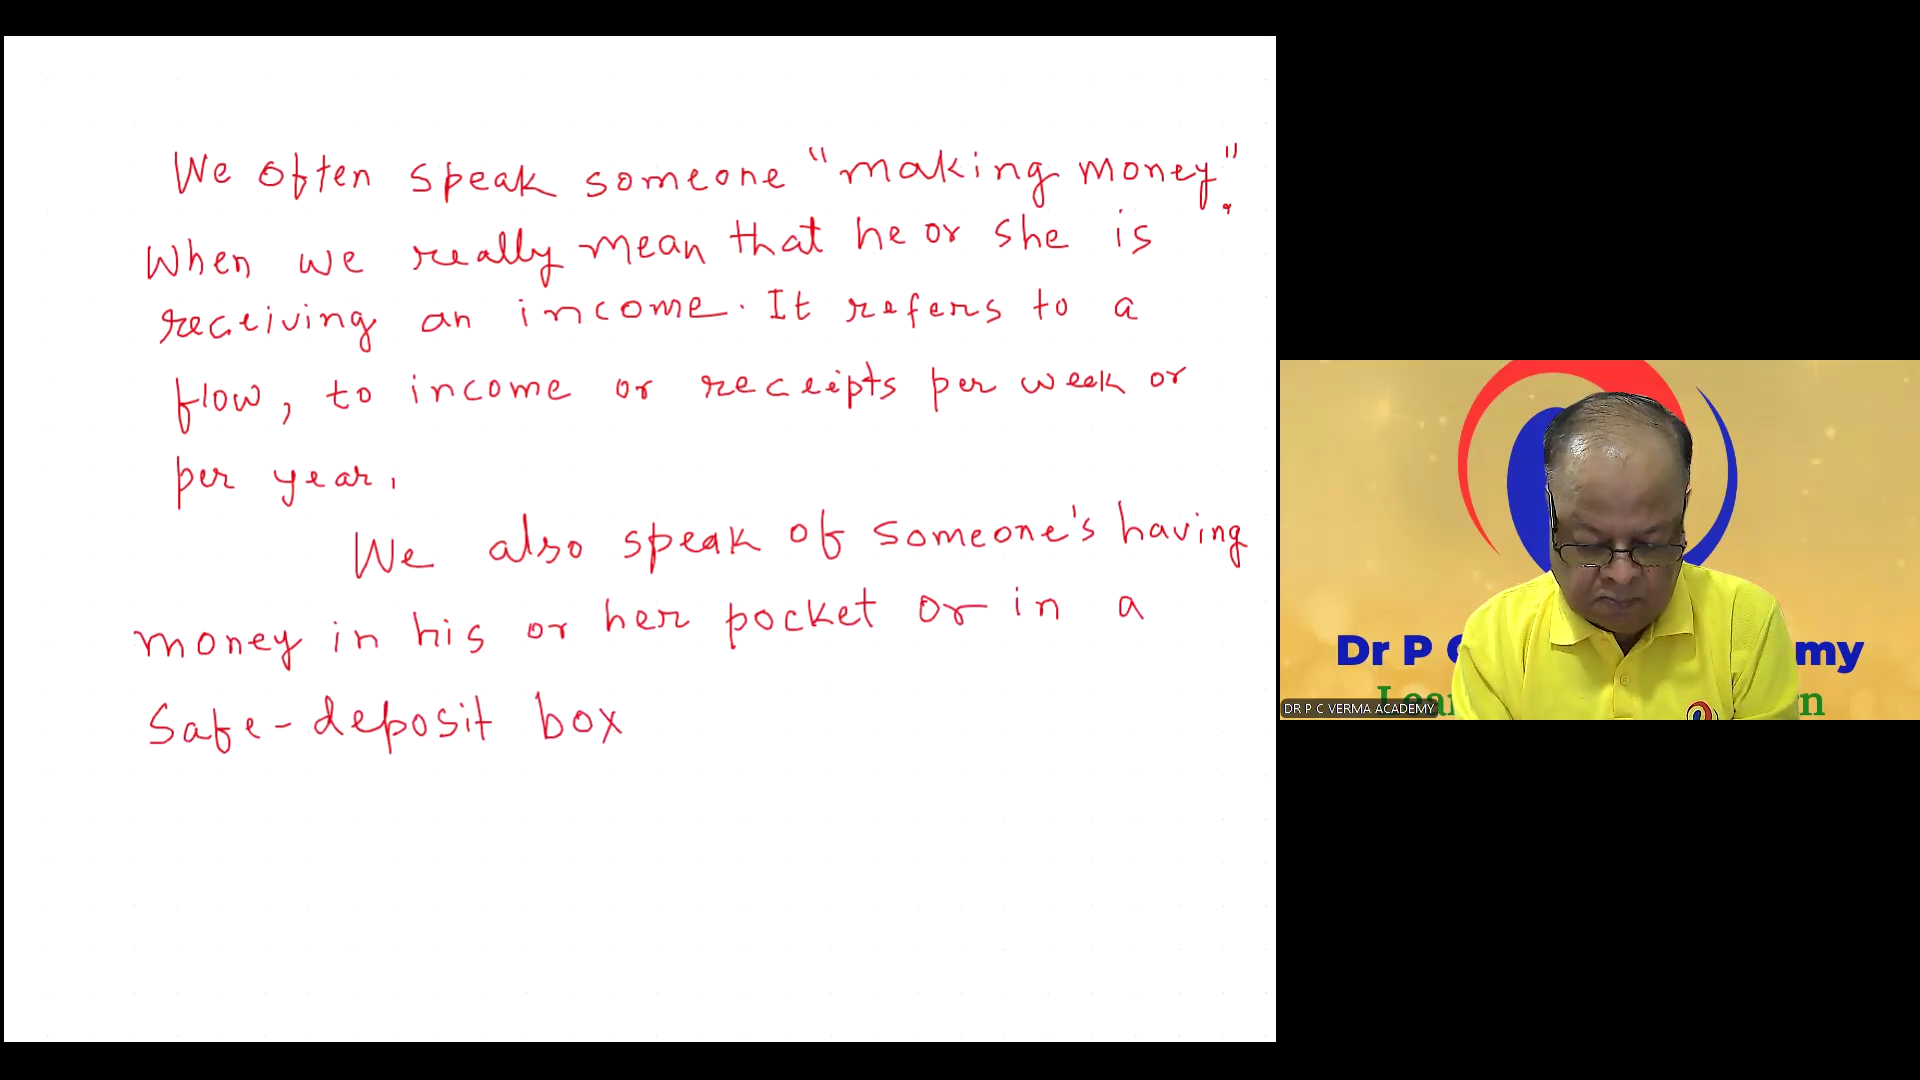 We often speak someone "making money".
When we really mean that he or she is
receiving an income. It refers to a
flow, to income or receipts per week or
per year.
We also speak of someone's having
money in his or her pocket or in a
Safe-deposit box
Dr P my
DR P C VERMA ACADEMY